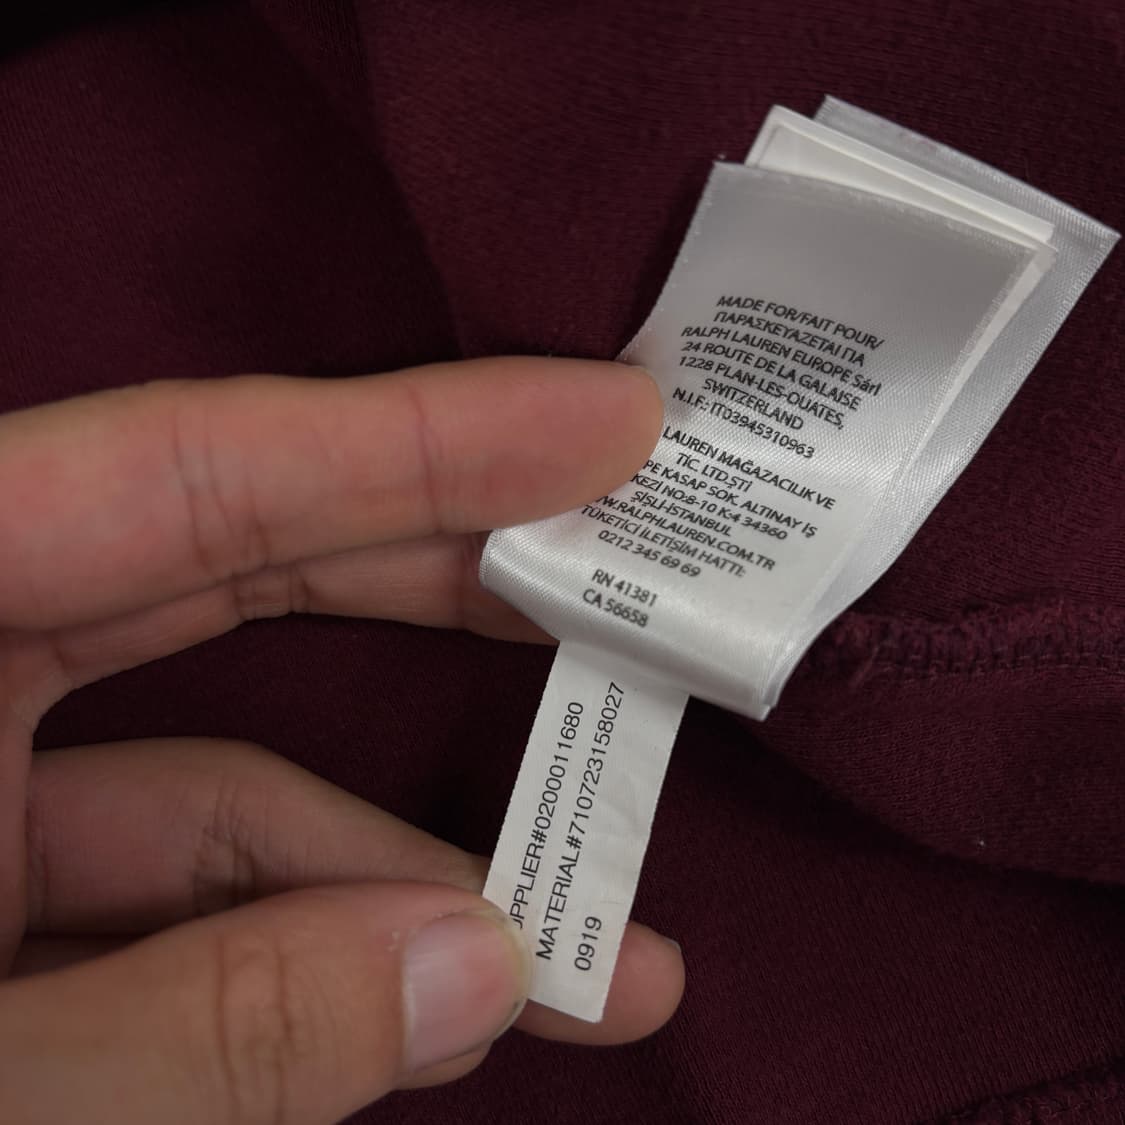 MADE FOR/FAIT POUR/
ΠΑΡΑΣΚΕΥΑΖΕΤΑΙ ΓΙΑ
RALPH LAUREN EUROPE Sàrl
24 ROUTE DE LA GALAISE
1228 PLAN-LES-OUATES,
SWITZERLAND
N.I.F.: IT03945310963
LAUREN MAĞAZACILIK VE
TİC. LTD.ŞTİ
KASAP SOK. ALTINAY İŞ
NO:8-10 K:4 34360
ŞİŞLİ-İSTANBUL
.RALPHLAUREN.COM.TR
TÜKETİCİ İLETİŞİM HATTI:
0212 345 69 69
RN 41381
CA 56658
UPPLIER#0200011680
MATERIAL#710723158027
0919